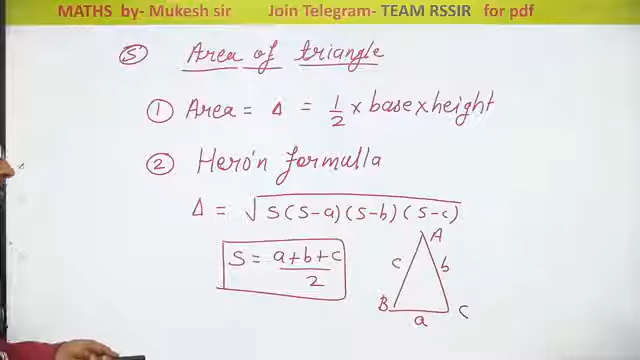 MATHS by- Mukesh sir Join Telegram- TEAM RSSIR for pdf
⑤ Area of triangle
① Area = Δ = 1/2 × base × height
② Hero'n formulla
Δ = √S(S-a)(S-b)(S-c)
S = a+b+c/2
A
c b
B C
a